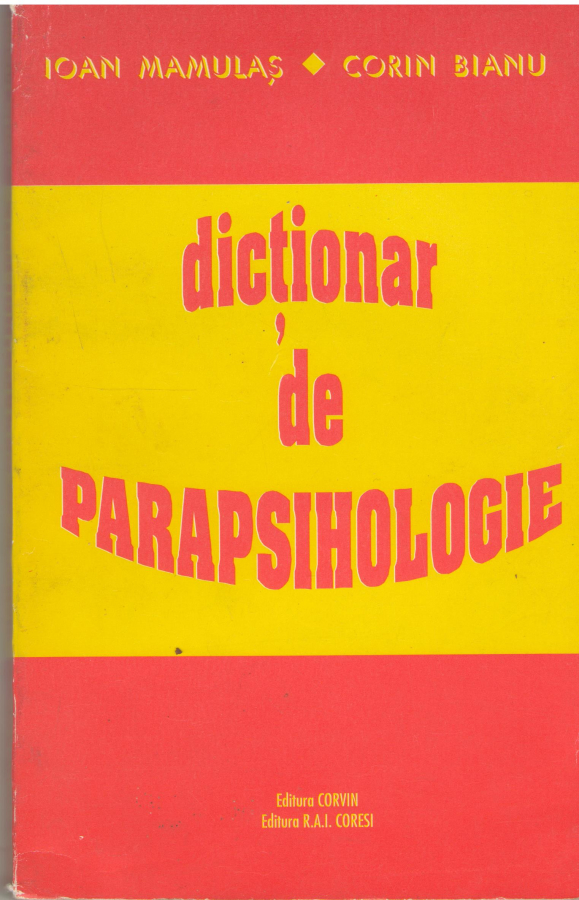 IOAN MAMULAȘ ◆ CORIN BIANU
dicționar
de
PARAPSIHOLOGIE
Editura CORVIN
Editura R.A.I. CORESI